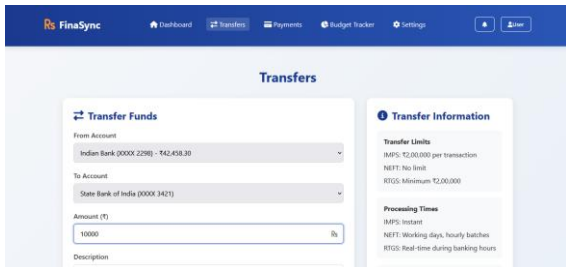 Rs FinaSync Dashboard Transfers Payments Budget Tracker Settings User
Transfers
Transfer Funds
From Account
Indian Bank (XXXX 2298) - ₹42,458.30
To Account
State Bank of India (XXXX 3421)
Amount (₹)
10000 Rs
Description
Transfer Information
Transfer Limits
IMPS: ₹2,00,000 per transaction
NEFT: No limit
RTGS: Minimum ₹2,00,000
Processing Times
IMPS: Instant
NEFT: Working days, hourly batches
RTGS: Real-time during banking hours